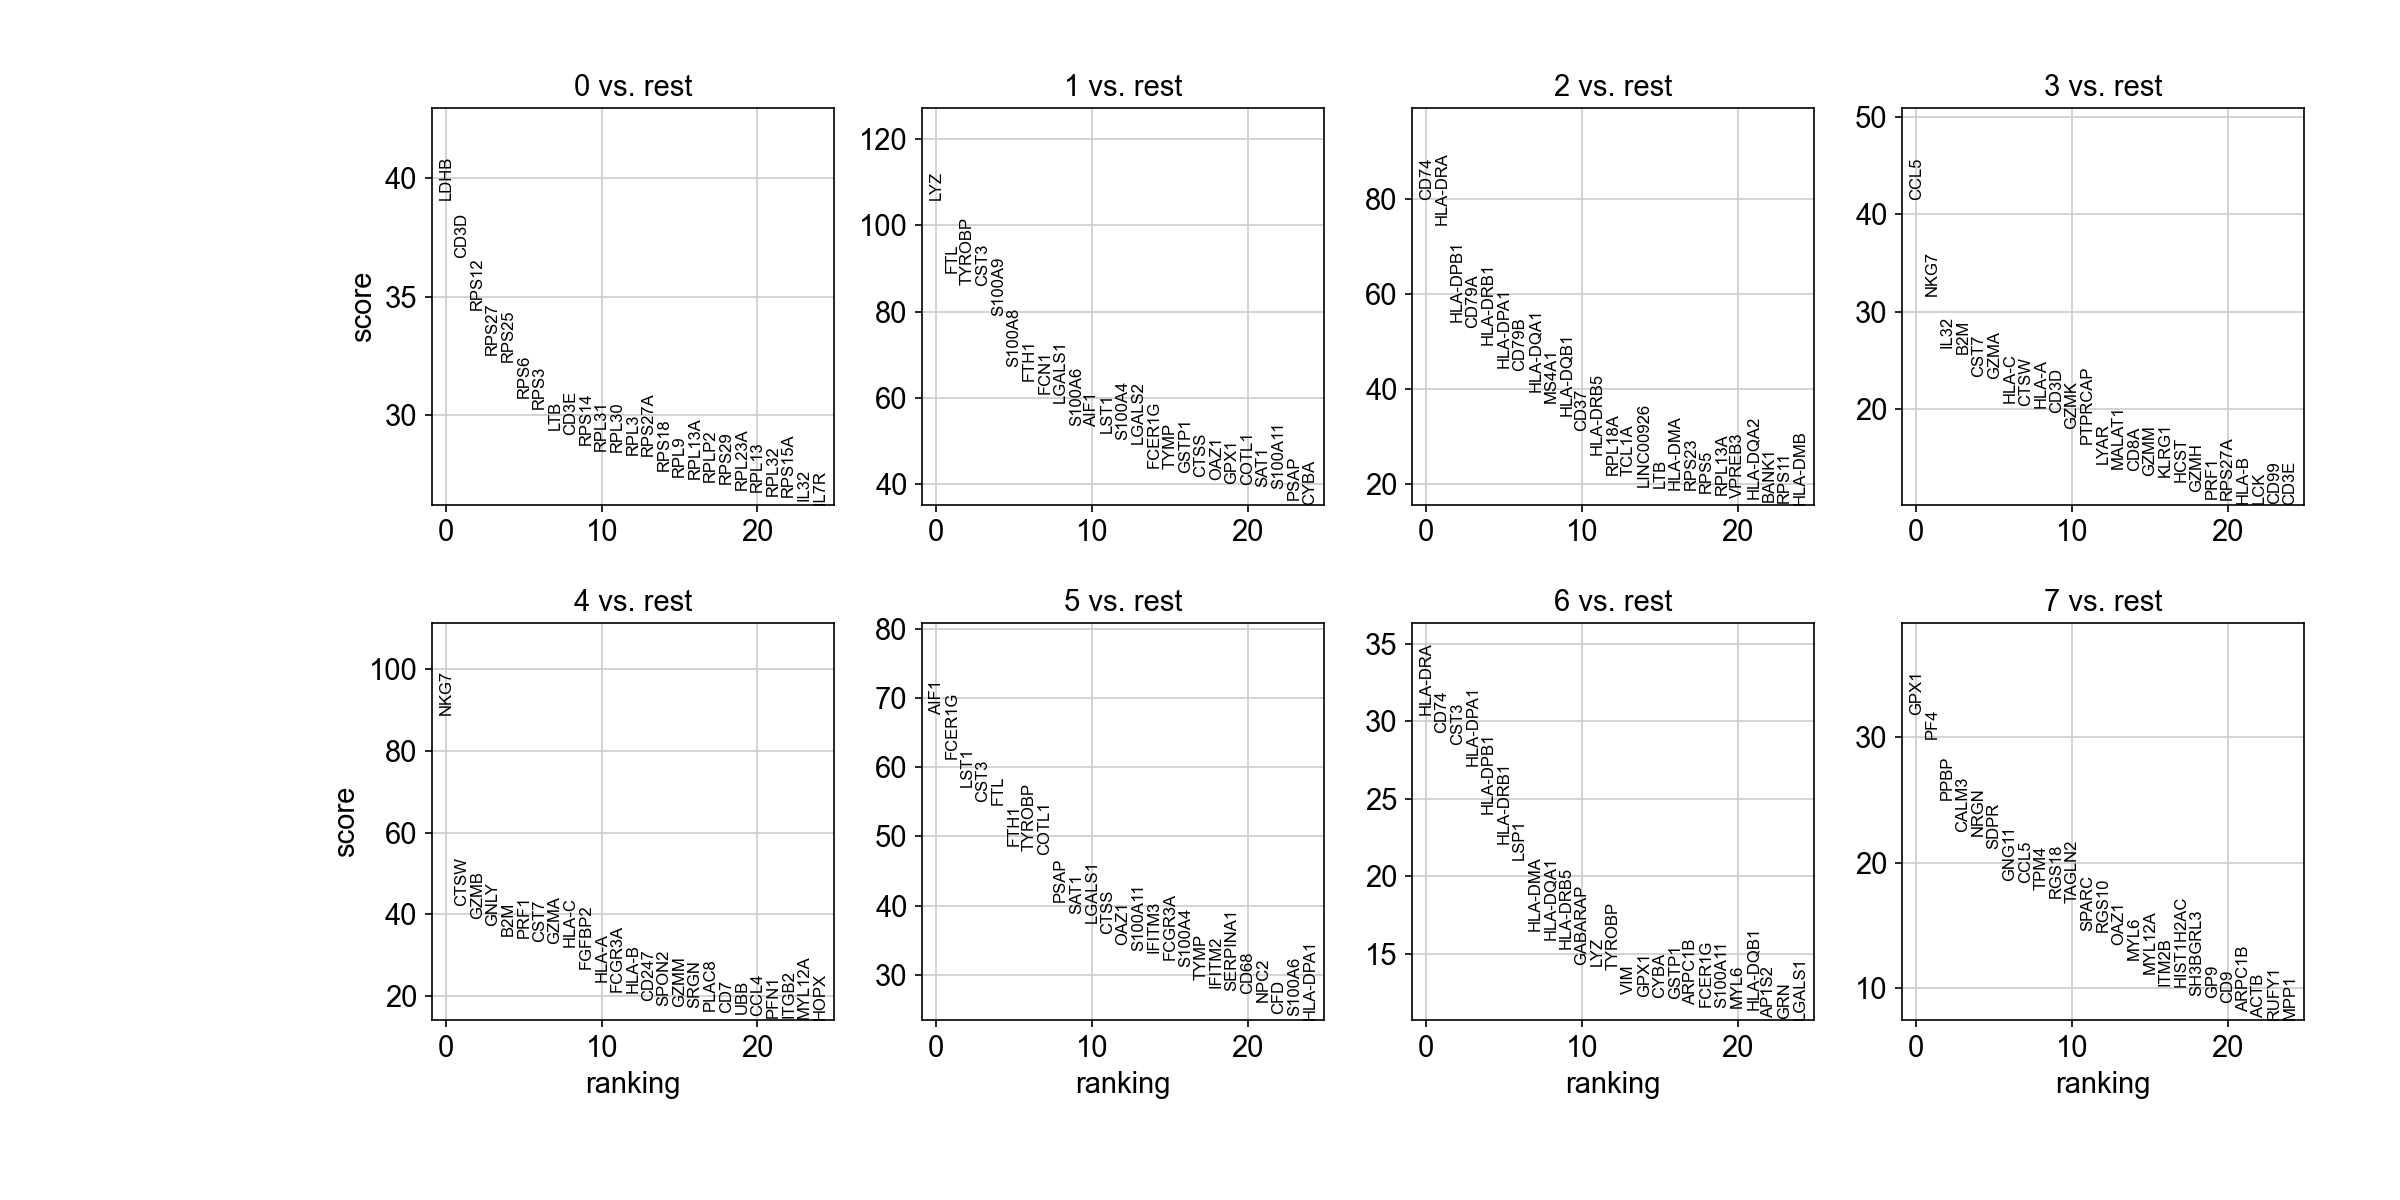 0 vs. rest
1 vs. rest
2 vs. rest
3 vs. rest
score
40
35
30
0
10
20
LDHB
CD3D
RPS12
RPS27
RPS25
RPS6
RPS3
LTB
CD3E
RPS14
RPL31
RPL30
RPL3
RPS27A
RPS18
RPL9
RPL13A
RPLP2
RPS29
RPL23A
RPL13
RPL32
RPS15A
IL32
IL7R
120
100
80
60
40
0
10
20
LYZ
FTL
TYROBP
CST3
S100A9
S100A8
FTH1
FCN1
LGALS1
S100A6
AIF1
LST1
S100A4
LGALS2
FCER1G
TYMP
GSTP1
CTSS
OAZ1
GPX1
COTL1
SAT1
S100A11
PSAP
CYBA
80
60
40
20
0
10
20
CD74
HLA-DRA
HLA-DPB1
CD79A
HLA-DRB1
HLA-DPA1
CD79B
HLA-DQA1
MS4A1
HLA-DQB1
CD37
HLA-DRB5
RPL18A
TCL1A
LINC00926
LTB
HLA-DMA
RPS23
RPS5
RPL13A
VPREB3
HLA-DQA2
BANK1
RPS11
HLA-DMB
50
40
30
20
0
10
20
CCL5
NKG7
IL32
B2M
CST7
GZMA
HLA-C
CTSW
HLA-A
CD3D
GZMK
PTPRCAP
LYAR
MALAT1
CD8A
GZMM
KLRG1
HCST
GZMH
PRF1
RPS27A
HLA-B
LCK
CD99
CD3E
4 vs. rest
5 vs. rest
6 vs. rest
7 vs. rest
score
100
80
60
40
20
0
10
20
ranking
NKG7
CTSW
GZMB
GNLY
B2M
PRF1
CST7
GZMA
HLA-C
FGFBP2
HLA-A
FCGR3A
HLA-B
CD247
SPON2
GZMM
SRGN
PLAC8
CD7
UBB
CCL4
PFN1
ITGB2
MYL12A
HOPX
80
70
60
50
40
30
0
10
20
ranking
AIF1
FCER1G
LST1
CST3
FTL
FTH1
TYROBP
COTL1
PSAP
SAT1
LGALS1
CTSS
OAZ1
S100A11
IFITM3
FCGR3A
S100A4
TYMP
IFITM2
SERPINA1
CD68
NPC2
CFD
S100A6
HLA-DPA1
35
30
25
20
15
0
10
20
ranking
HLA-DRA
CD74
CST3
HLA-DPA1
HLA-DPB1
HLA-DRB1
LSP1
HLA-DMA
HLA-DQA1
HLA-DRB5
GABARAP
LYZ
TYROBP
VIM
GPX1
CYBA
GSTP1
ARPC1B
FCER1G
S100A11
MYL6
HLA-DQB1
AP1S2
GRN
LGALS1
30
20
10
0
10
20
ranking
GPX1
PF4
PPBP
CALM3
NRGN
SDPR
GNG11
CCL5
TPM4
RGS18
TAGLN2
SPARC
RGS10
OAZ1
MYL6
MYL12A
ITM2B
HIST1H2AC
SH3BGRL3
GP9
CD9
ARPC1B
ACTB
RUFY1
MPP1